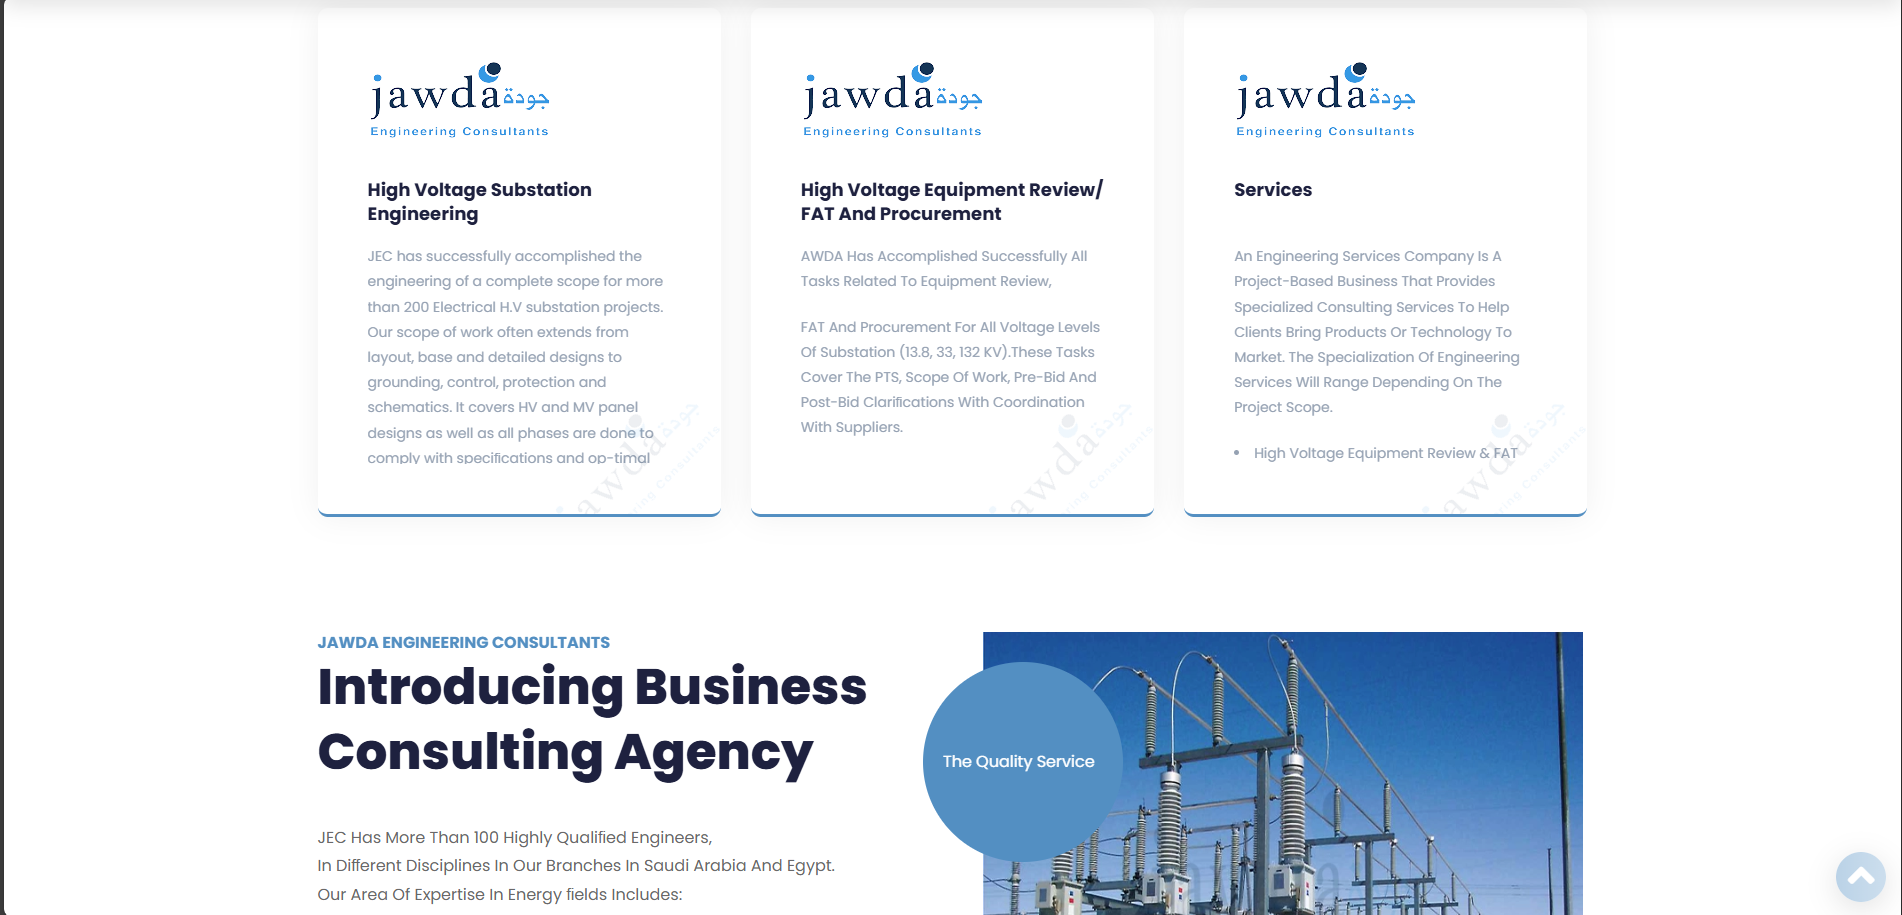 jawda جودة
Engineering Consultants
High Voltage Substation
Engineering
JEC has successfully accomplished the
engineering of a complete scope for more
than 200 Electrical H.V substation projects.
Our scope of work often extends from
layout, base and detailed designs to
grounding, control, protection and
schematics. It covers HV and MV panel
designs as well as all phases are done to
comply with specifications and op-timal
jawda جودة
Engineering Consultants
High Voltage Equipment Review/
FAT And Procurement
AWDA Has Accomplished Successfully All
Tasks Related To Equipment Review,
FAT And Procurement For All Voltage Levels
Of Substation (13.8, 33, 132 KV).These Tasks
Cover The PTS, Scope Of Work, Pre-Bid And
Post-Bid Clarifications With Coordination
With Suppliers.
jawda جودة
Engineering Consultants
Services
An Engineering Services Company Is A
Project-Based Business That Provides
Specialized Consulting Services To Help
Clients Bring Products Or Technology To
Market. The Specialization Of Engineering
Services Will Range Depending On The
Project Scope.
• High Voltage Equipment Review & FAT
JAWDA ENGINEERING CONSULTANTS
Introducing Business
Consulting Agency
JEC Has More Than 100 Highly Qualified Engineers,
In Different Disciplines In Our Branches In Saudi Arabia And Egypt.
Our Area Of Expertise In Energy fields Includes:
The Quality Service